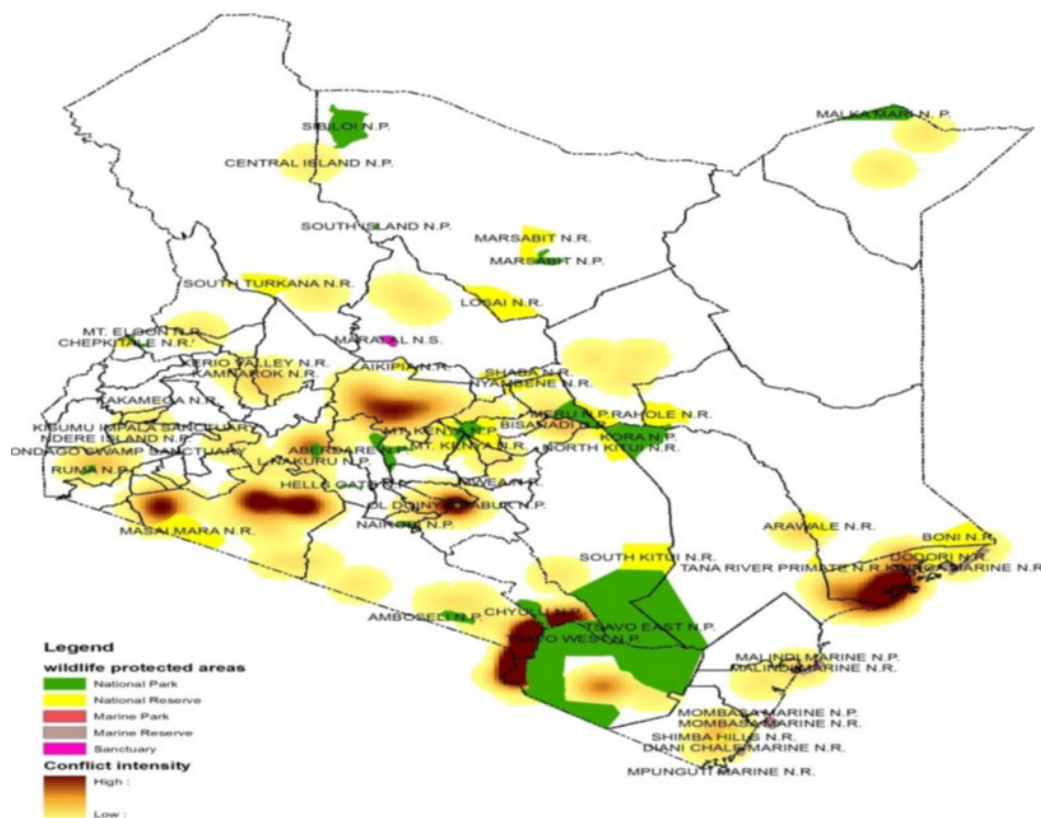 SIBILOI N.P.
MALKA MARI N. P.
CENTRAL ISLAND N.P.
SOUTH ISLAND N.P.
MARSABIT N.R.
MARSABIT N.P.
SOUTH TURKANA N.R.
LOSAI N.R.
MT. ELGON N.R.
CHEPKITALE N.R.'
MARALAL N.S.
KERIO VALLEY N.R.
KAMNAROK N.R.
LAIKIPIA N.R.
SHABA N.R.
NYAMBENE N.R.
KAKAMEGA N.R.
MERU N.P.
RAHOLE N.R.
BISANADI N.R.
KISUMU IMPALA SANCTUARY
NDERE ISLAND N.P.
MT. KENYA N.P.
MT. KENYA N.R.
KORA N.P.
NORTH KITUI N.R.
ONDAGO SWAMP SANCTUARY
ABERDARE N.P.
L.NAKURU N.P.
RUMA N.P.
HELLS GATE N.P.
MWEA N.R.
OL DOINYO SABUK N.P.
NAIROBI N.P.
MASAI MARA N.R.
ARAWALE N.R.
BONI N.R.
DODORI N.R.
SOUTH KITUI N.R.
TANA RIVER PRIMATE N.R.
KIUNGA MARINE N.R.
AMBOSELI N.P.
CHYULU N.P.
TSAVO EAST N.P.
TSAVO WEST N.P.
MALINDI MARINE N.P.
MALINDI MARINE N.R.
MOMBASA MARINE N.P.
MOMBASA MARINE N.R.
SHIMBA HILLS N.R.
DIANI CHALE MARINE N.R.
MPUNGUTI MARINE N.R.
Legend
wildlife protected areas
National Park
National Reserve
Marine Park
Marine Reserve
Sanctuary
Conflict intensity
High :
Low :